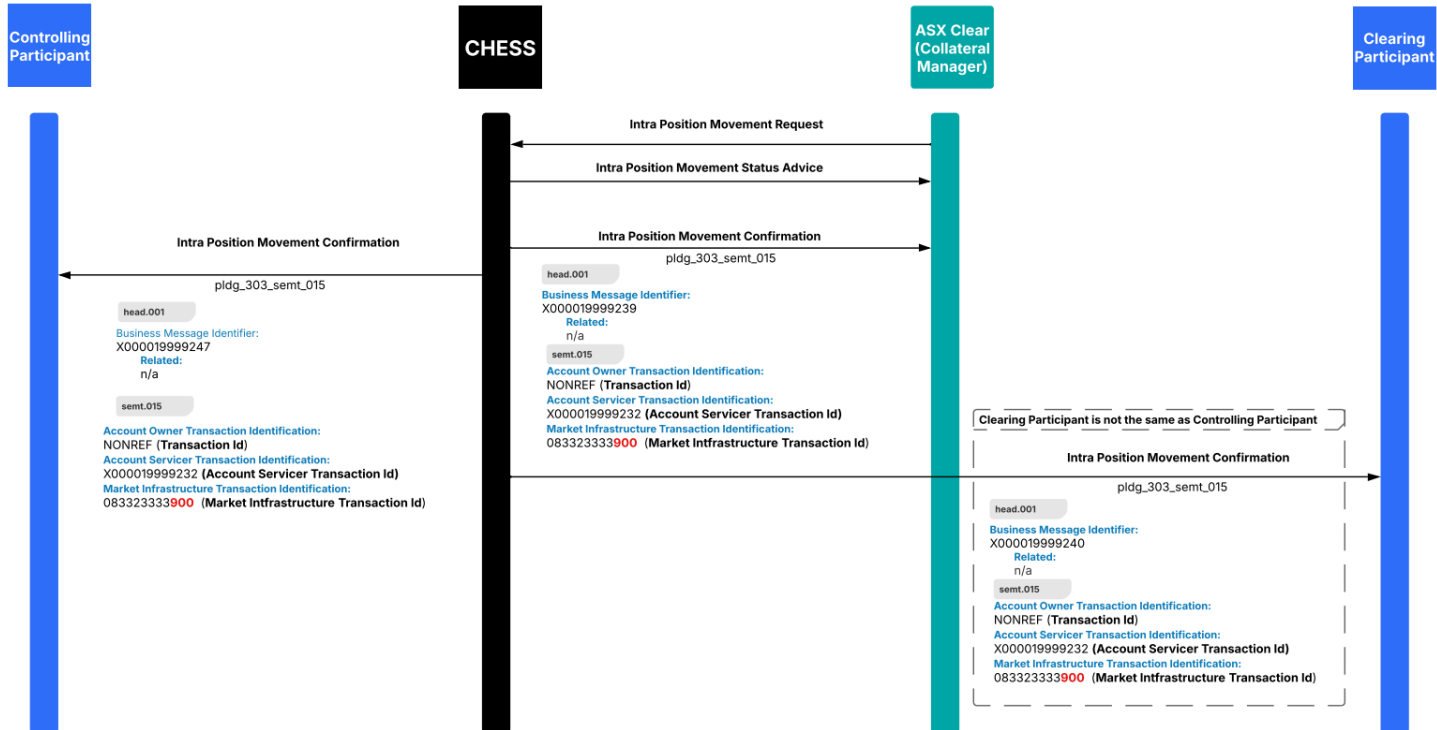 Controlling
Participant
CHESS
ASX Clear
(Collateral
Manager)
Clearing
Participant
Intra Position Movement Request
Intra Position Movement Status Advice
Intra Position Movement Confirmation
pldg_303_semt_015
head.001
Business Message Identifier:
X000019999247
Related:
n/a
semt.015
Account Owner Transaction Identification:
NONREF (Transaction Id)
Account Servicer Transaction Identification:
X000019999232 (Account Servicer Transaction Id)
Market Infrastructure Transaction Identification:
083323333900 (Market Intfrastructure Transaction Id)
Intra Position Movement Confirmation
pldg_303_semt_015
head.001
Business Message Identifier:
X000019999239
Related:
n/a
semt.015
Account Owner Transaction Identification:
NONREF (Transaction Id)
Account Servicer Transaction Identification:
X000019999232 (Account Servicer Transaction Id)
Market Infrastructure Transaction Identification:
083323333900 (Market Intfrastructure Transaction Id)
Clearing Participant is not the same as Controlling Participant
Intra Position Movement Confirmation
pldg_303_semt_015
head.001
Business Message Identifier:
X000019999240
Related:
n/a
semt.015
Account Owner Transaction Identification:
NONREF (Transaction Id)
Account Servicer Transaction Identification:
X000019999232 (Account Servicer Transaction Id)
Market Infrastructure Transaction Identification:
083323333900 (Market Intfrastructure Transaction Id)